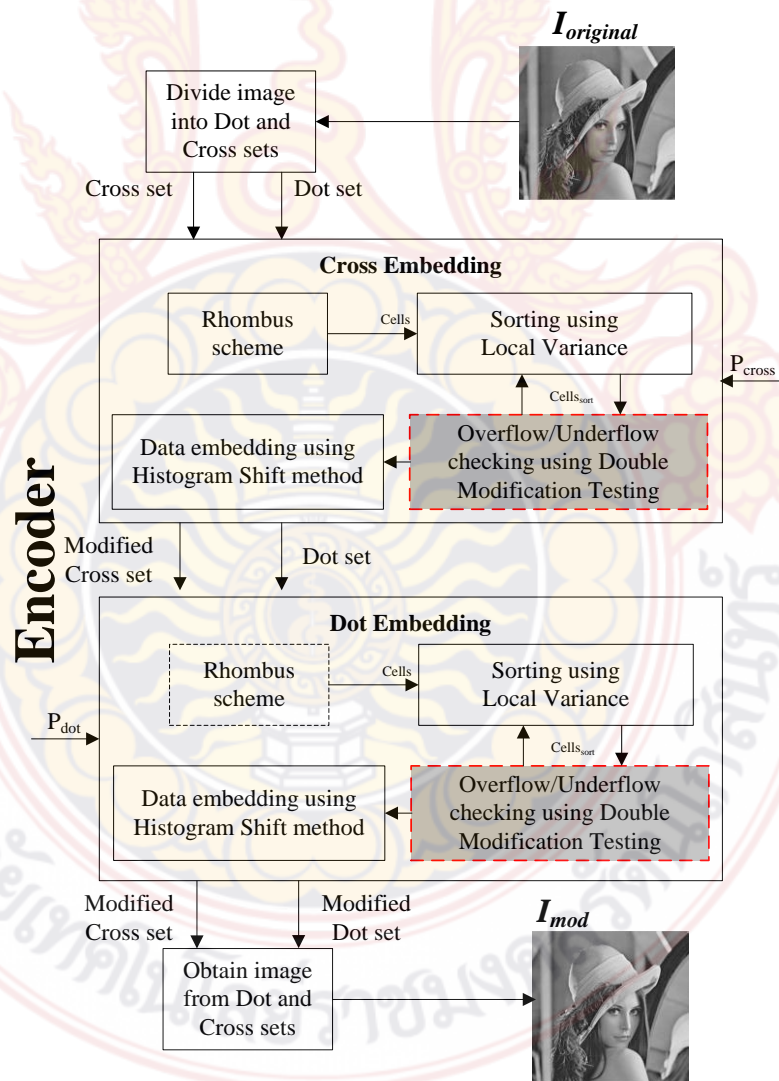 I_original
Divide image
into Dot and
Cross sets
Cross set
Dot set
Cross Embedding
Rhombus
scheme
Cells
Sorting using
Local Variance
P_cross
Cells_sort
Data embedding using
Histogram Shift method
Overflow/Underflow
checking using Double
Modification Testing
Encoder
Modified
Cross set
Dot set
Dot Embedding
Rhombus
scheme
Cells
Sorting using
Local Variance
P_dot
Cells_sort
Data embedding using
Histogram Shift method
Overflow/Underflow
checking using Double
Modification Testing
Modified
Cross set
Modified
Dot set
I_mod
Obtain image
from Dot and
Cross sets